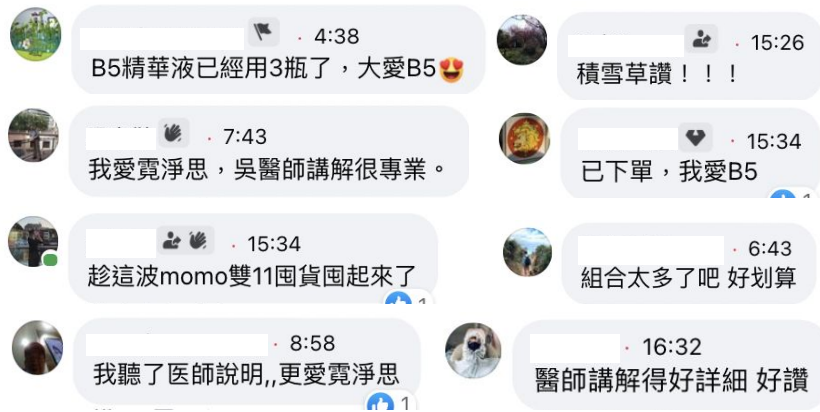 4:38
B5精華液已經用3瓶了，大愛B5😍
7:43
我愛霓淨思，吳醫師講解很專業。
15:34
趁這波momo雙11囤貨囤起來了
1
8:58
我聽了医師說明,,更愛霓淨思
1
15:26
積雪草讚！！！
15:34
已下單，我愛B5
1
6:43
組合太多了吧 好划算
16:32
醫師講解得好詳細 好讚